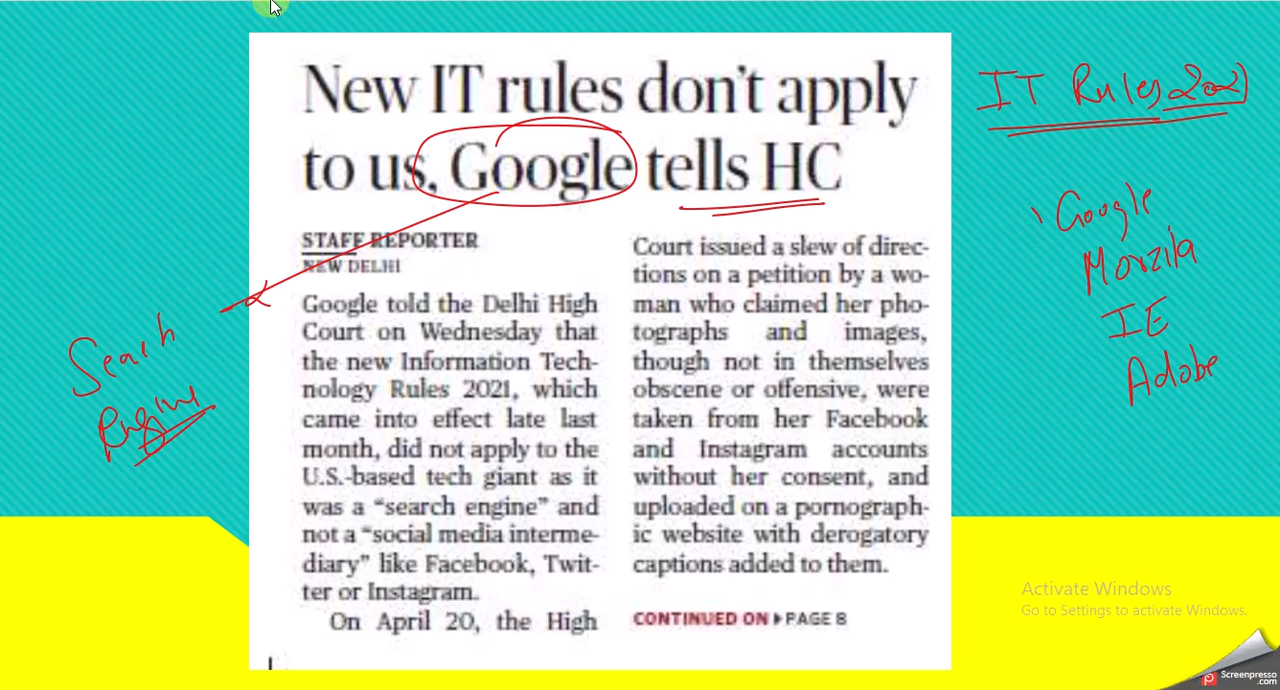 New IT rules don't apply
to us, Google tells HC
STAFF REPORTER
NEW DELHI
Google told the Delhi High
Court on Wednesday that
the new Information Tech-
nology Rules 2021, which
came into effect late last
month, did not apply to the
U.S.-based tech giant as it
was a “search engine” and
not a “social media interme-
diary” like Facebook, Twit-
ter or Instagram.
On April 20, the High
Court issued a slew of direc-
tions on a petition by a wo-
man who claimed her pho-
tographs and images,
though not in themselves
obscene or offensive, were
taken from her Facebook
and Instagram accounts
without her consent, and
uploaded on a pornograph-
ic website with derogatory
captions added to them.
CONTINUED ON PAGE 8
IT Rules 2021
Google
Morzila
IE
Adobe
Search
Engine
Activate Windows
Go to Settings to activate Windows.
Screenpresso
.com